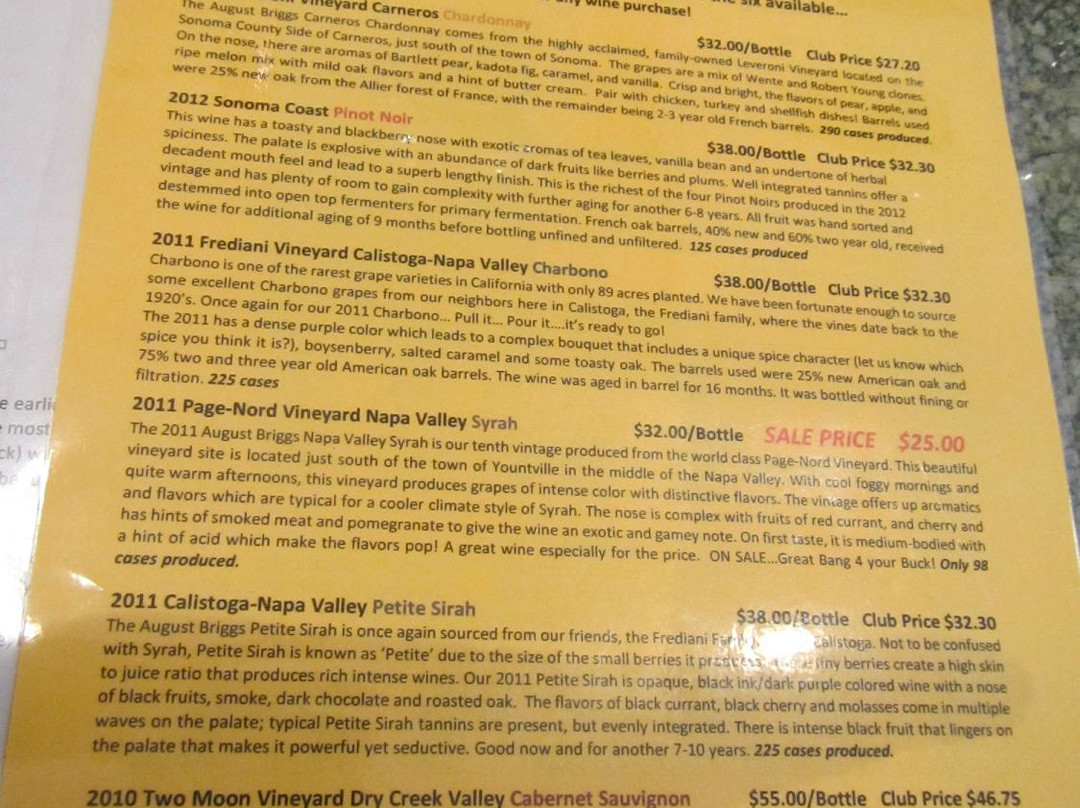 any wine purchase!
six available...
Vineyard Carneros Chardonnay
$32.00/Bottle Club Price $27.20
The August Briggs Carneros Chardonnay comes from the highly acclaimed, family-owned Leveroni Vineyard located on the
Sonoma County Side of Carneros, just south of the town of Sonoma. The grapes are a mix of Wente and Robert Young clones.
On the nose, there are aromas of Bartlett pear, kadota fig, caramel, and vanilla. Crisp and bright, the flavors of pear, apple, and
ripe melon mix with mild oak flavors and a hint of butter cream. Pair with chicken, turkey and shellfish dishes! Barrels used
were 25% new oak from the Allier forest of France, with the remainder being 2-3 year old French barrels. 290 cases produced.
2012 Sonoma Coast Pinot Noir
$38.00/Bottle Club Price $32.30
This wine has a toasty and blackberry nose with exotic aromas of tea leaves, vanilla bean and an undertone of herbal
spiciness. The palate is explosive with an abundance of dark fruits like berries and plums. Well integrated tannins offer a
decadent mouth feel and lead to a superb lengthy finish. This is the richest of the four Pinot Noirs produced in the 2012
vintage and has plenty of room to gain complexity with further aging for another 6-8 years. All fruit was hand sorted and
destemmed into open top fermenters for primary fermentation. French oak barrels, 40% new and 60% two year old, received
the wine for additional aging of 9 months before bottling unfined and unfiltered. 125 cases produced
2011 Frediani Vineyard Calistoga-Napa Valley Charbono
$38.00/Bottle Club Price $32.30
Charbono is one of the rarest grape varieties in California with only 89 acres planted. We have been fortunate enough to source
some excellent Charbono grapes from our neighbors here in Calistoga, the Frediani family, where the vines date back to the
1920's. Once again for our 2011 Charbono... Pull it... Pour it....it's ready to go!
The 2011 has a dense purple color which leads to a complex bouquet that includes a unique spice character (let us know which
spice you think it is?), boysenberry, salted caramel and some toasty oak. The barrels used were 25% new American oak and
75% two and three year old American oak barrels. The wine was aged in barrel for 16 months. It was bottled without fining or
filtration. 225 cases
2011 Page-Nord Vineyard Napa Valley Syrah
$32.00/Bottle SALE PRICE $25.00
The 2011 August Briggs Napa Valley Syrah is our tenth vintage produced from the world class Page-Nord Vineyard. This beautiful
vineyard site is located just south of the town of Yountville in the middle of the Napa Valley. With cool foggy mornings and
quite warm afternoons, this vineyard produces grapes of intense color with distinctive flavors. The vintage offers up aromatics
and flavors which are typical for a cooler climate style of Syrah. The nose is complex with fruits of red currant, and cherry and
has hints of smoked meat and pomegranate to give the wine an exotic and gamey note. On first taste, it is medium-bodied with
a hint of acid which make the flavors pop! A great wine especially for the price. ON SALE...Great Bang 4 your Buck! Only 98
cases produced.
2011 Calistoga-Napa Valley Petite Sirah
$38.00/Bottle Club Price $32.30
The August Briggs Petite Sirah is once again sourced from our friends, the Frediani Calistoga. Not to be confused
with Syrah, Petite Sirah is known as 'Petite' due to the size of the small berries it tiny berries create a high skin
to juice ratio that produces rich intense wines. Our 2011 Petite Sirah is opaque, black ink/dark purple colored wine with a nose
of black fruits, smoke, dark chocolate and roasted oak. The flavors of black currant, black cherry and molasses come in multiple
waves on the palate; typical Petite Sirah tannins are present, but evenly integrated. There is intense black fruit that lingers on
the palate that makes it powerful yet seductive. Good now and for another 7-10 years. 225 cases produced.
2010 Two Moon Vineyard Dry Creek Valley Cabernet Sauvignon
$55.00/Bottle Club Price $46.75
most